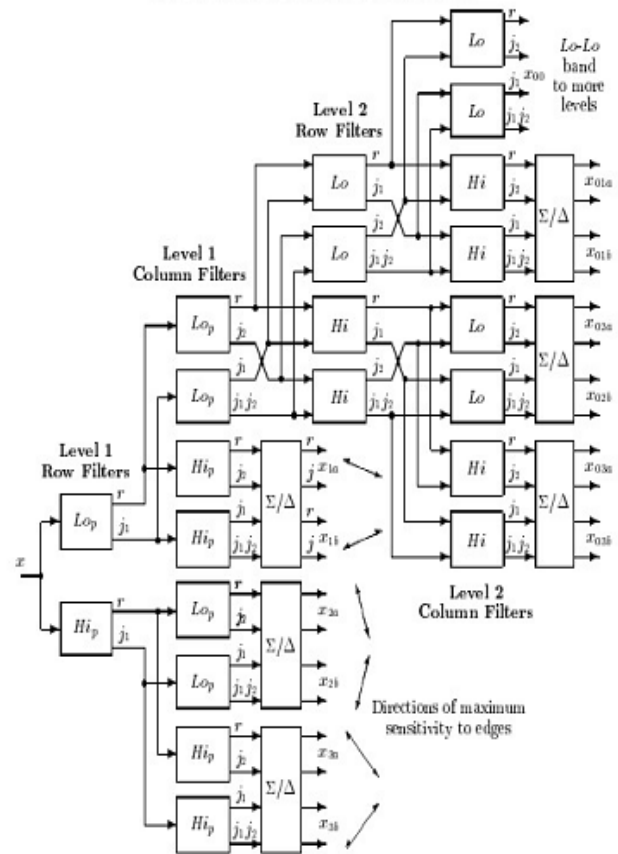 r
Lo
j2
Lo-Lo
band
to more
levels
j1
x00
Lo
j1j2
Level 2
Row Filters
r
Lo
j1
r
Hi
j2
x01a
Σ/Δ
j2
Lo
j1j2
j1
Hi
j1j2
x01b
Level 1
Column Filters
r
Lop
j2
r
Hi
j1
r
Lo
j2
x02a
Σ/Δ
j1
Lop
j1j2
j2
Hi
j1j2
j1
Lo
j1j2
x02b
Level 1
Row Filters
r
Lop
j1
r
Hip
j2
Σ/Δ
r
j
x1a
j1
Hip
j1j2
r
j
x1b
r
Hi
j2
x03a
Σ/Δ
j1
Hi
j1j2
x03b
Level 2
Column Filters
x
r
Hip
j1
r
Lop
j2
x2a
Σ/Δ
j1
Lop
j1j2
x2b
Directions of maximum
sensitivity to edges
r
Hip
j2
x3a
Σ/Δ
j1
Hip
j1j2
x3b